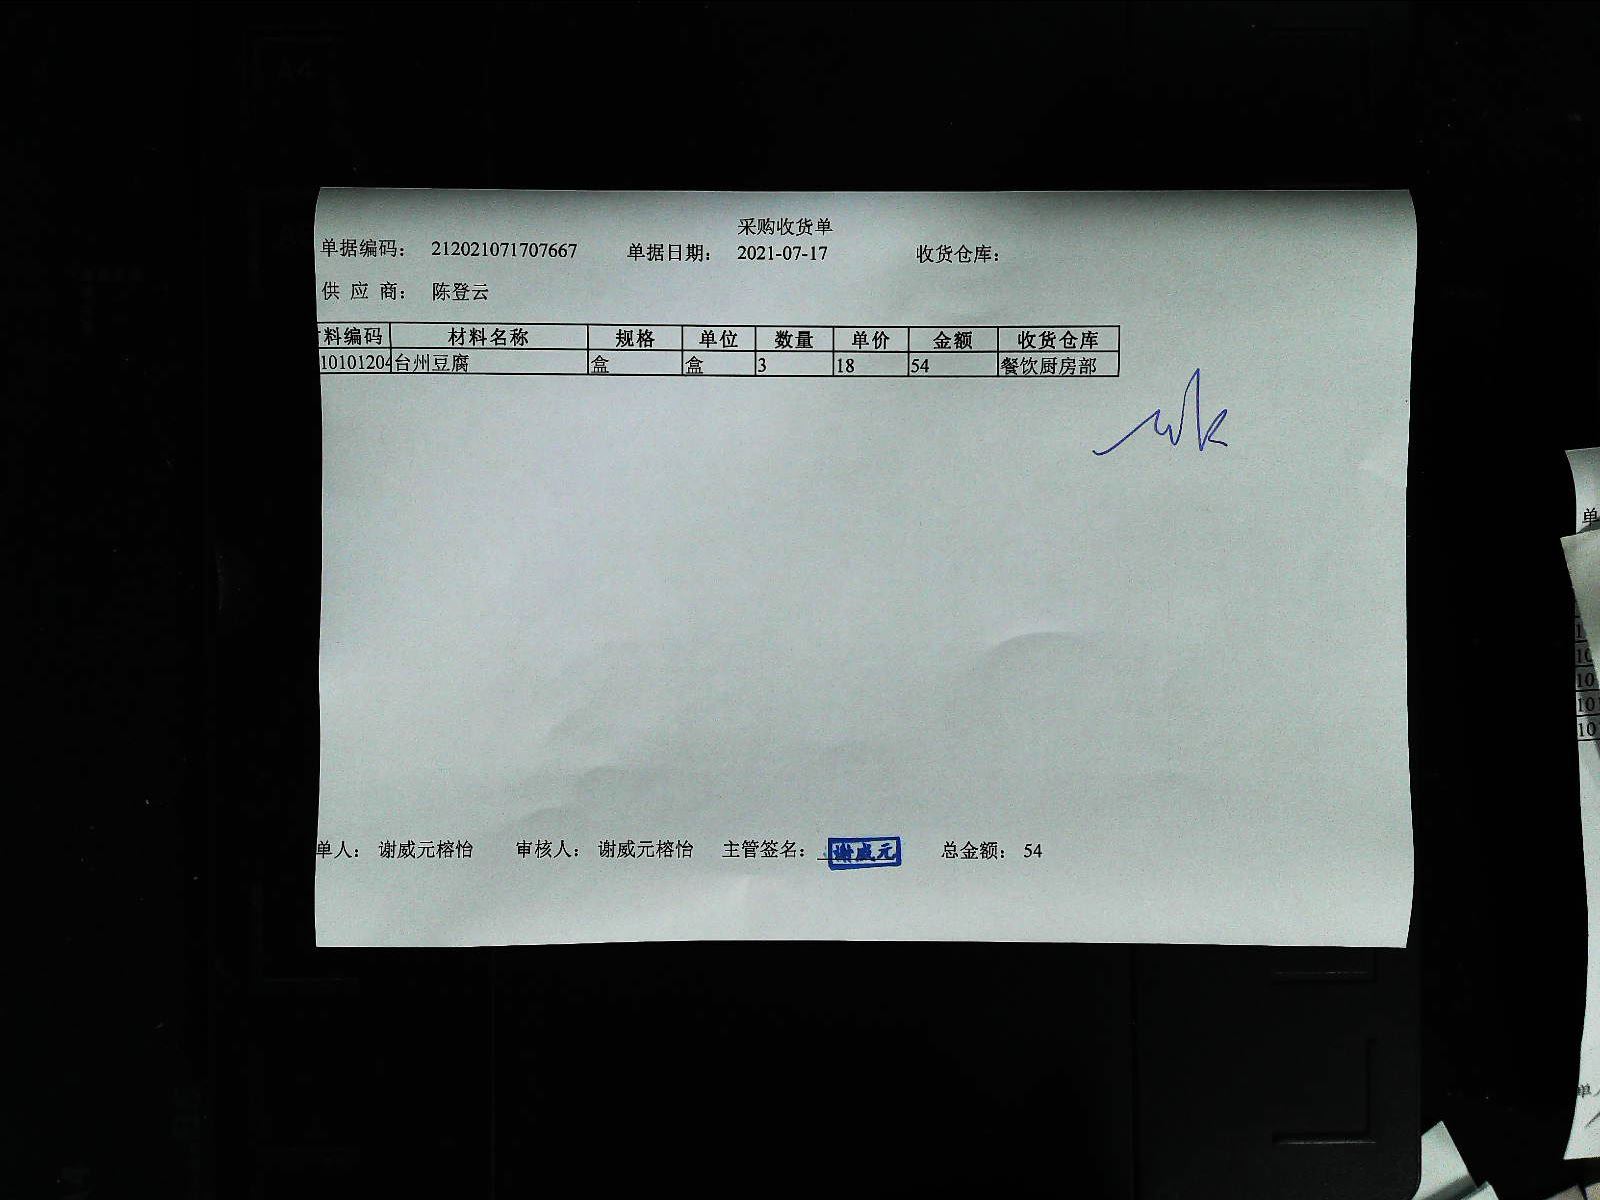 采购收货单
单据编码： 212021071707667 单据日期： 2021-07-17 收货仓库：
供 应 商： 陈登云
料编码 材料名称 规格 单位 数量 单价 金额 收货仓库
10101204 台州豆腐 盒 盒 3 18 54 餐饮厨房部
单人： 谢威元榕怡 审核人： 谢威元榕怡 主管签名： 谢威元 总金额： 54
单
10
10
10